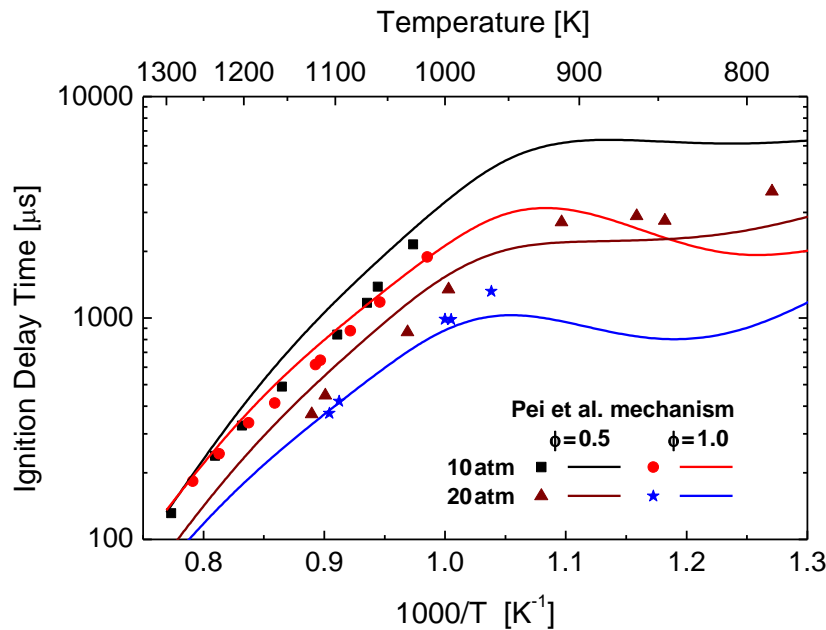 Temperature [K]
1300 1200 1100 1000 900 800
10000
1000
100
Ignition Delay Time [μs]
Pei et al. mechanism
ϕ=0.5 ϕ=1.0
10 atm
20 atm
0.8 0.9 1.0 1.1 1.2 1.3
1000/T [K⁻¹]